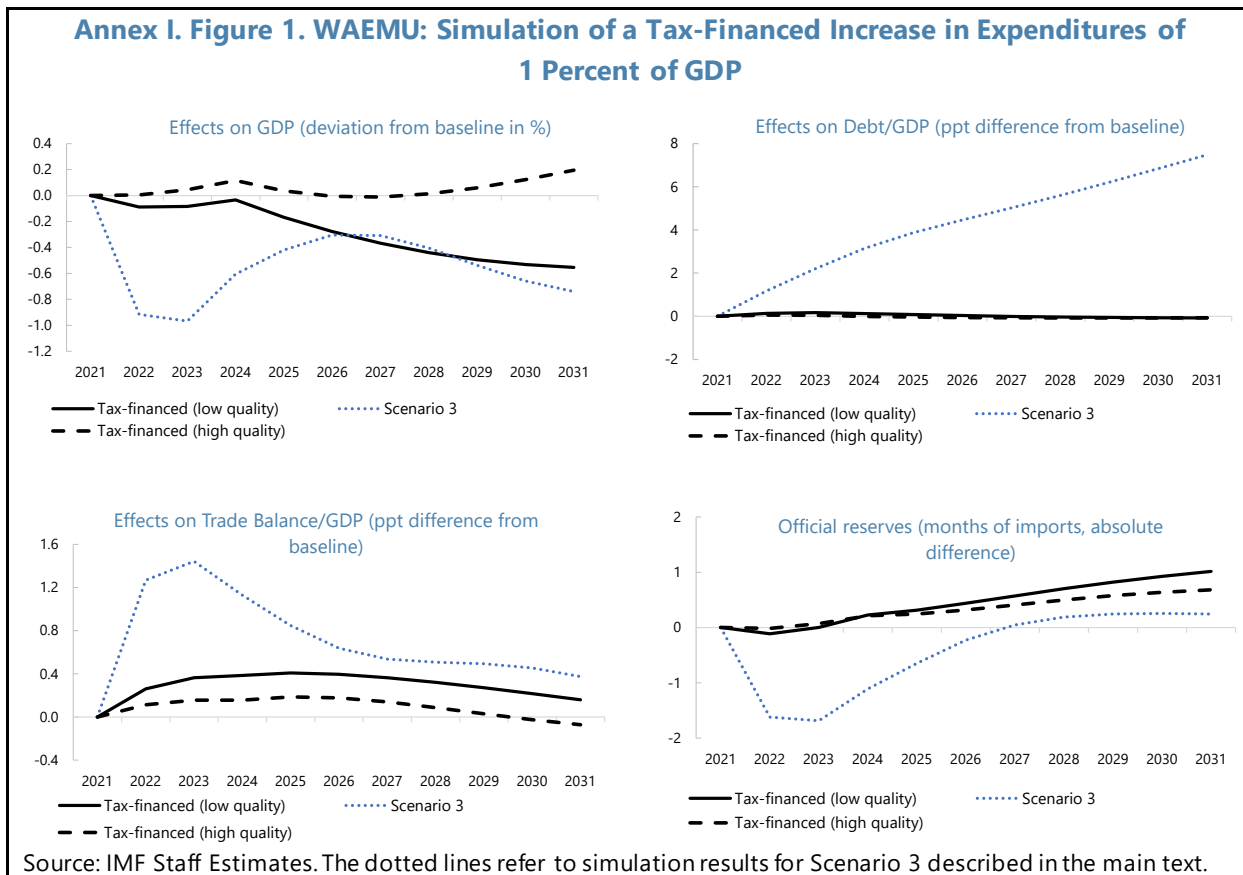 Annex I. Figure 1. WAEMU: Simulation of a Tax-Financed Increase in Expenditures of
1 Percent of GDP
Effects on GDP (deviation from baseline in %)
0.4
0.2
0.0
-0.2
-0.4
-0.6
-0.8
-1.0
-1.2
2021 2022 2023 2024 2025 2026 2027 2028 2029 2030 2031
Tax-financed (low quality) Scenario 3
Tax-financed (high quality)
Effects on Debt/GDP (ppt difference from baseline)
8
6
4
2
0
-2
2021 2022 2023 2024 2025 2026 2027 2028 2029 2030 2031
Tax-financed (low quality) Scenario 3
Tax-financed (high quality)
Effects on Trade Balance/GDP (ppt difference from
baseline)
1.6
1.2
0.8
0.4
0.0
-0.4
2021 2022 2023 2024 2025 2026 2027 2028 2029 2030 2031
Tax-financed (low quality) Scenario 3
Tax-financed (high quality)
Official reserves (months of imports, absolute
difference)
2
1
0
-1
-2
2021 2022 2023 2024 2025 2026 2027 2028 2029 2030 2031
Tax-financed (low quality) Scenario 3
Tax-financed (high quality)
Source: IMF Staff Estimates. The dotted lines refer to simulation results for Scenario 3 described in the main text.